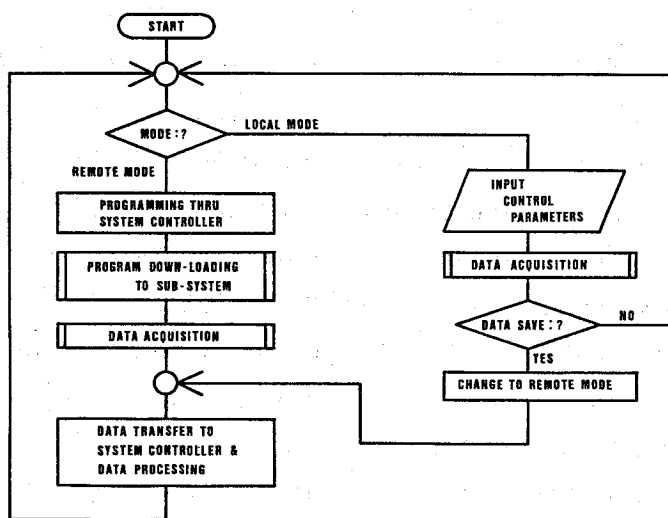 START
MODE:?
LOCAL MODE
REMOTE MODE
PROGRAMMING THRU
SYSTEM CONTROLLER
PROGRAM DOWN-LOADING
TO SUB-SYSTEM
DATA ACQUISITION
DATA TRANSFER TO
SYSTEM CONTROLLER &
DATA PROCESSING
INPUT
CONTROL
PARAMETERS
DATA ACQUISITION
DATA SAVE:?
NO
YES
CHANGE TO REMOTE MODE